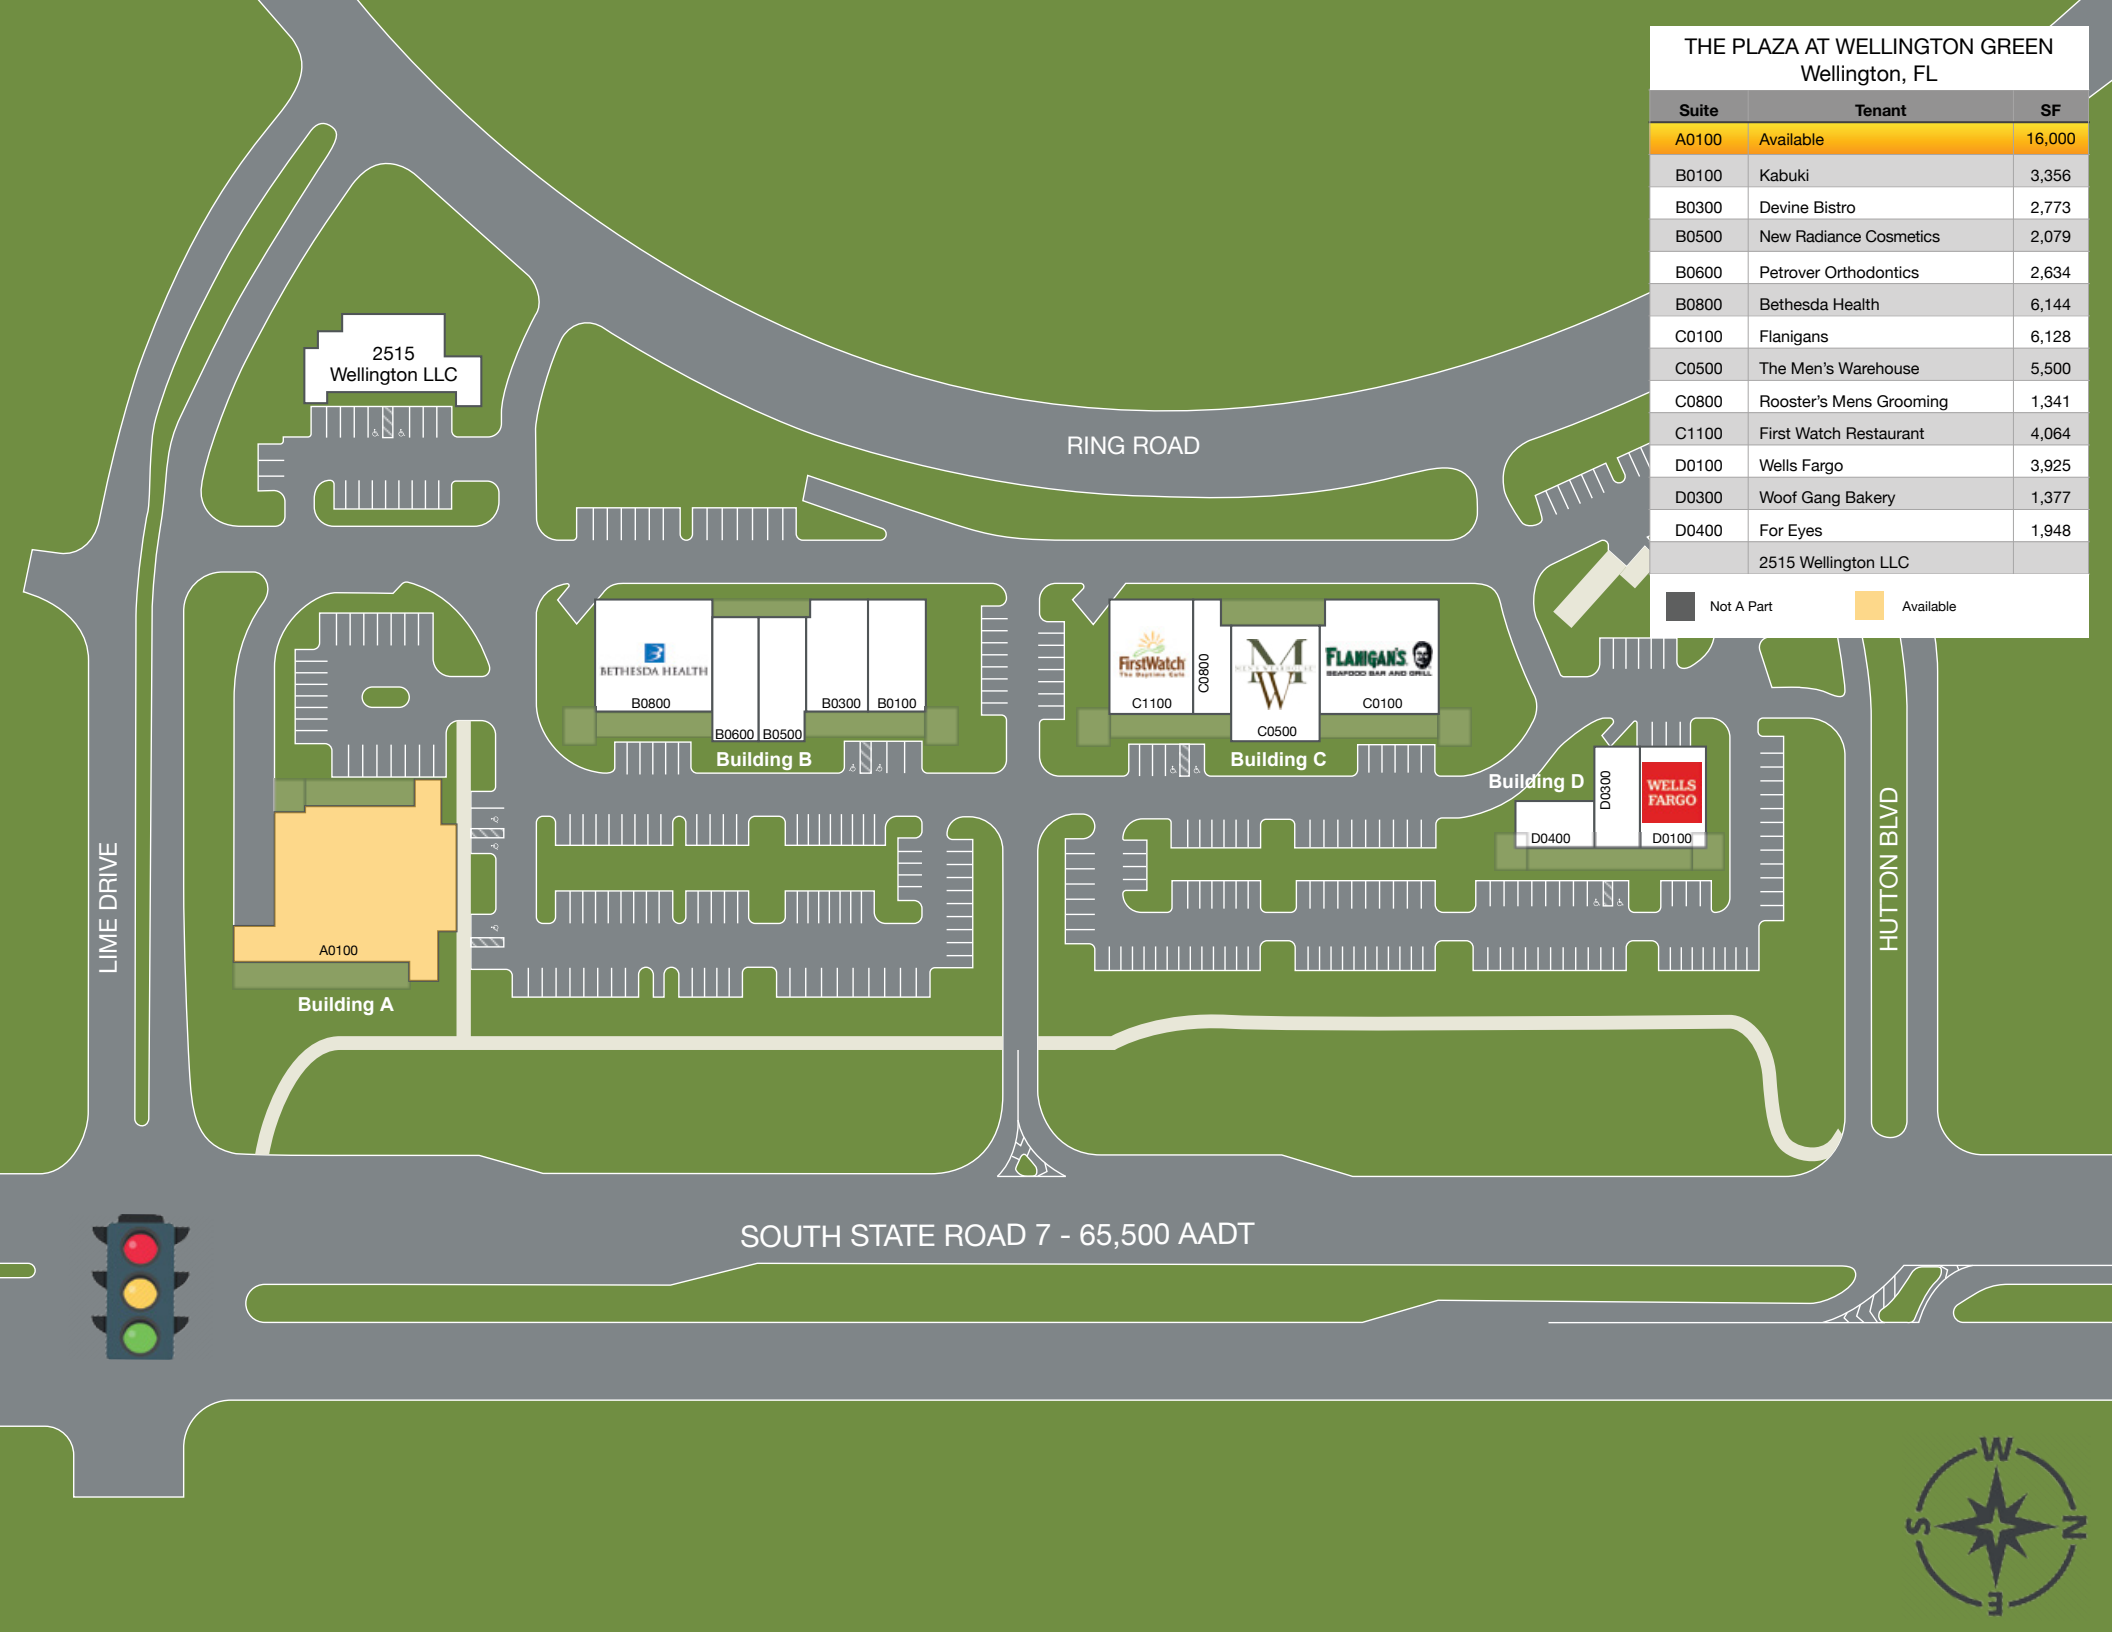 THE PLAZA AT WELLINGTON GREEN
Wellington, FL
Suite Tenant SF
A0100 Available 16,000
B0100 Kabuki 3,356
B0300 Devine Bistro 2,773
B0500 New Radiance Cosmetics 2,079
B0600 Petrover Orthodontics 2,634
B0800 Bethesda Health 6,144
C0100 Flanigans 6,128
C0500 The Men's Warehouse 5,500
C0800 Rooster's Mens Grooming 1,341
C1100 First Watch Restaurant 4,064
D0100 Wells Fargo 3,925
D0300 Woof Gang Bakery 1,377
D0400 For Eyes 1,948
2515 Wellington LLC
Not A Part
Available
2515
Wellington LLC
RING ROAD
BETHESDA HEALTH
B0800
B0600
B0500
B0300
B0100
Building B
FirstWatch
The Daytime Cafe
C1100
C0800
M
MEN'S WEARHOUSE
W
C0500
FLANIGAN'S
SEAFOOD BAR AND GRILL
C0100
Building C
Building D
D0300
WELLS
FARGO
D0400
D0100
LIME DRIVE
A0100
Building A
HUTTON BLVD
SOUTH STATE ROAD 7 - 65,500 AADT
W
S
N
E